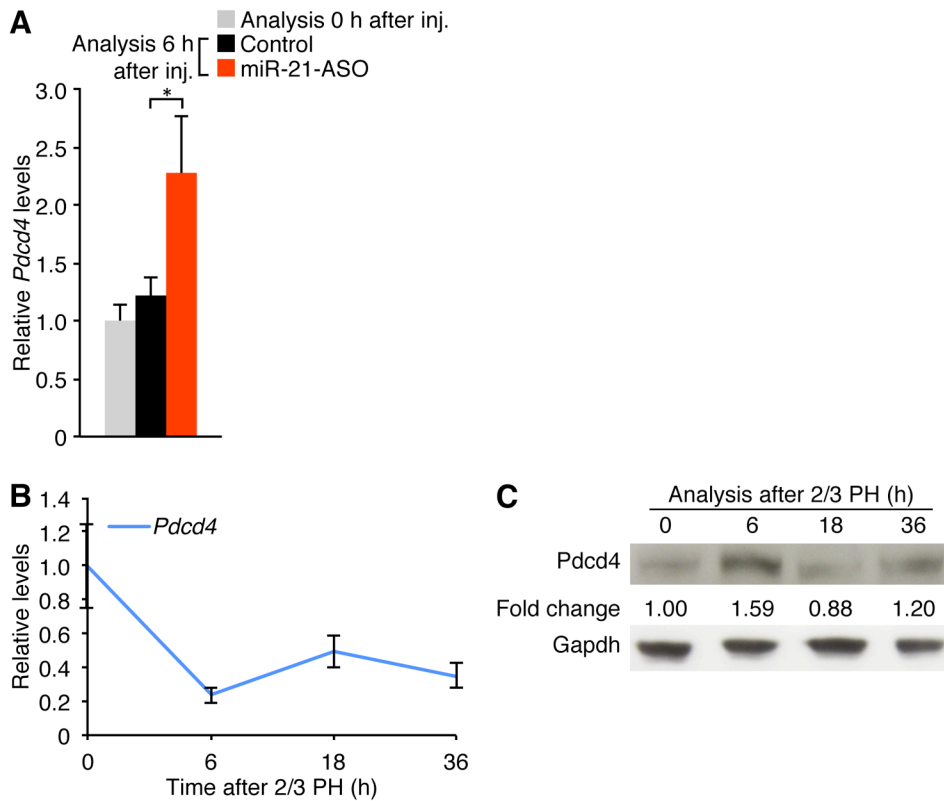 A
Analysis 0 h after inj.
Analysis 6 h
after inj.
Control
miR-21-ASO
*
3.0
2.5
2.0
1.5
1.0
0.5
0
Relative Pdcd4 levels
B
1.4
1.2
1.0
0.8
0.6
0.4
0.2
0
Relative levels
Pdcd4
0 6 18 36
Time after 2/3 PH (h)
C
Analysis after 2/3 PH (h)
0 6 18 36
Pdcd4
Fold change 1.00 1.59 0.88 1.20
Gapdh